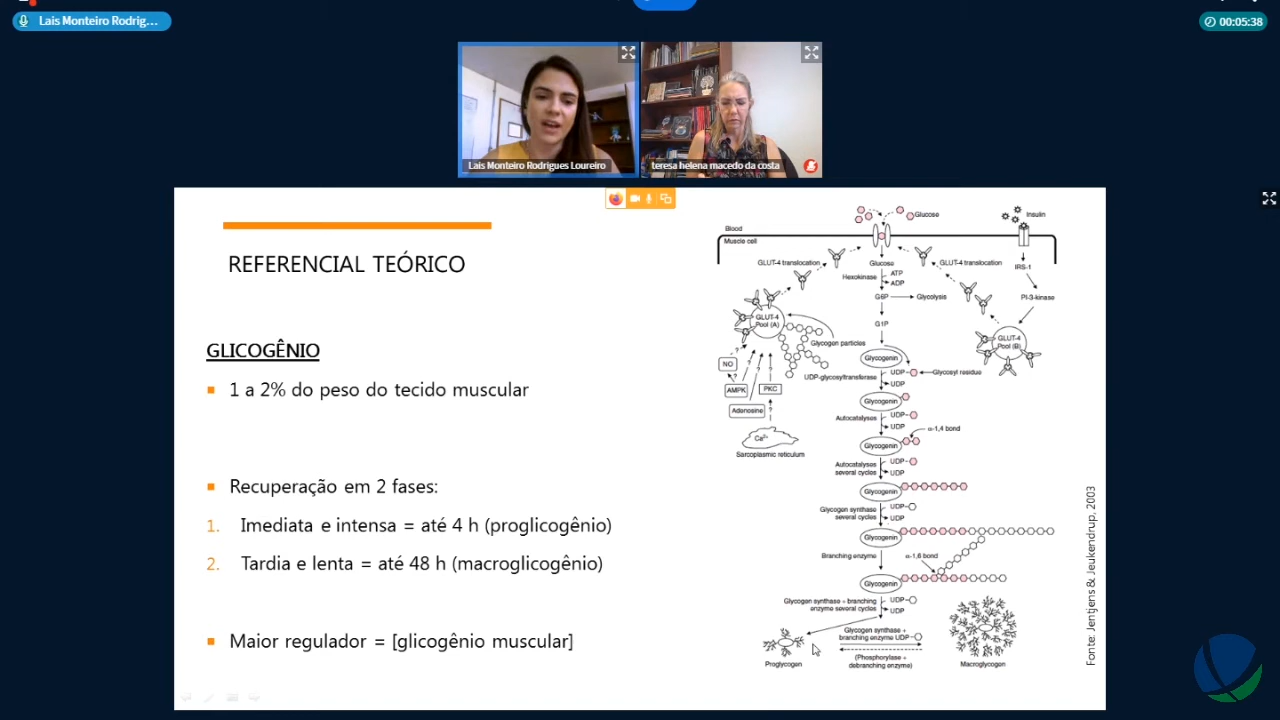 Lais Monteiro Rodrig...
00:05:38
Lais Monteiro Rodrigues Loureiro
teresa helena macedo da costa
REFERENCIAL TEÓRICO
GLICOGÊNIO
1 a 2% do peso do tecido muscular
Recuperação em 2 fases:
1. Imediata e intensa = até 4 h (proglicogênio)
2. Tardia e lenta = até 48 h (macroglicogênio)
Maior regulador = [glicogênio muscular]
Glucose
Insulin
Blood
Muscle cell
GLUT-4 translocation
Glucose
GLUT-4 translocation
IRS-1
Hexokinase
ATP
ADP
G6P
Glycolysis
PI-3-kinase
GLUT-4
Pool (A)
G1P
GLUT-4
Pool (B)
Glycogen particles
Glycogenin
NO
?
?
?
?
UDP-glycosyltransferase
UDP
Glycosyl residue
UDP
AMPK
PKC
Glycogenin
Adenosine
?
Autocatalyses
UDP
UDP
α-1,4 bond
Ca2+
Glycogenin
Sarcoplasmic reticulum
Autocatalyses
several cycles
UDP
UDP
Glycogenin
Glycogen synthase
several cycles
UDP
UDP
Glycogenin
Branching enzyme
α-1,6 bond
Glycogenin
Glycogen synthase + branching
enzyme several cycles
UDP
UDP
Glycogen synthase +
branching enzyme UDP
(Phosphorylase +
debranching enzyme)
Proglycogen
Macroglycogen
Fonte: Jentjens & Jeukendrup, 2003